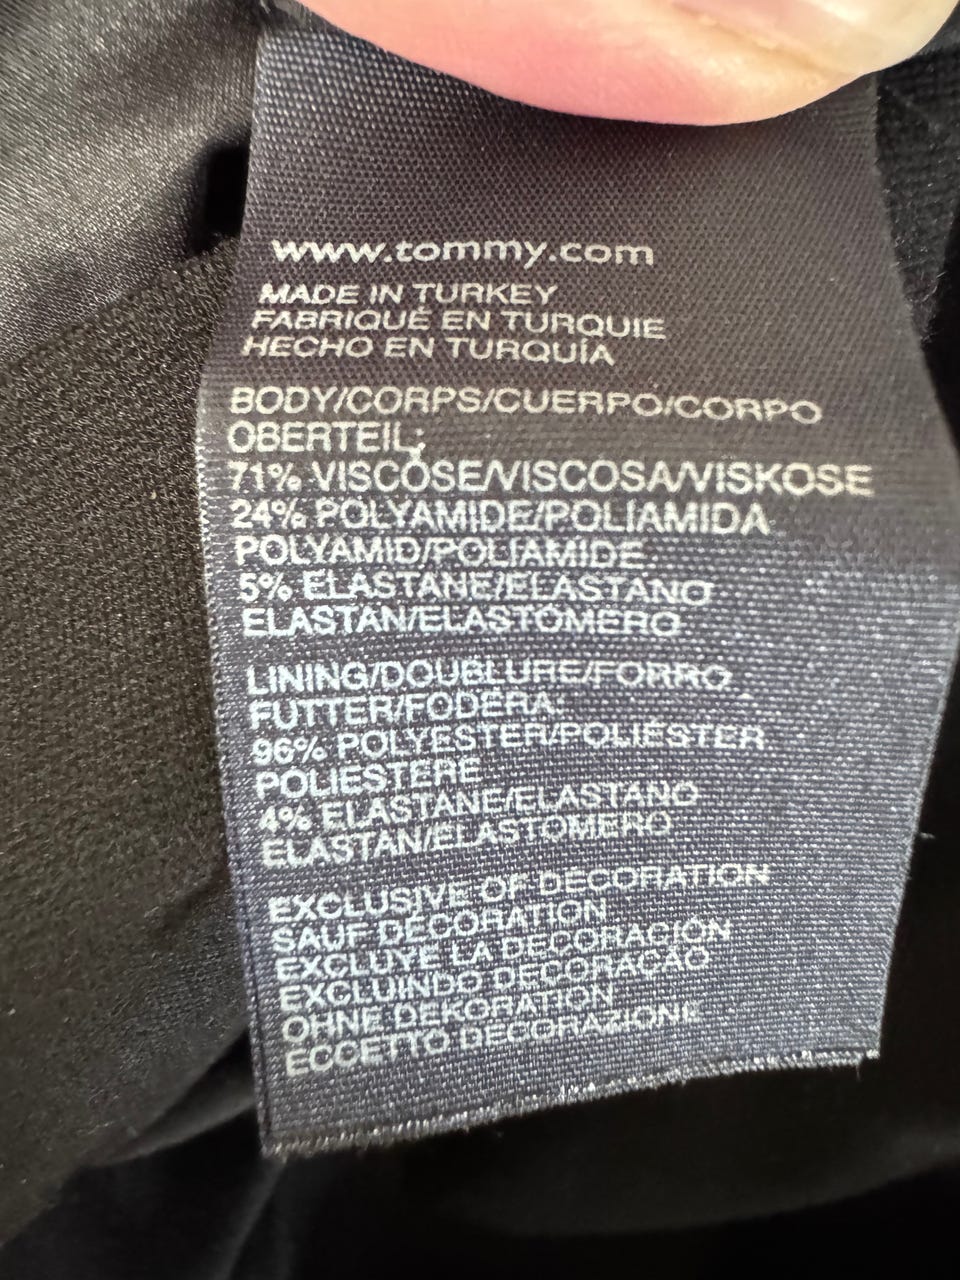 www.tommy.com
MADE IN TURKEY
FABRIQUÉ EN TURQUIE
HECHO EN TURQUÍA
BODY/CORPS/CUERPO/CORPO
OBERTEIL:
71% VISCOSE/VISCOSA/VISKOSE
24% POLYAMIDE/POLIAMIDA
POLYAMID/POLIAMIDE
5% ELASTANE/ELASTANO
ELASTAN/ELASTOMERO
LINING/DOUBLURE/FORRO
FUTTER/FODERA:
96% POLYESTER/POLIÉSTER
POLIESTERE
4% ELASTANE/ELASTANO
ELASTAN/ELASTOMERO
EXCLUSIVE OF DECORATION
SAUF DÉCORATION
EXCLUYE LA DECORACIÓN
EXCLUINDO DECORAÇÃO
OHNE DEKORATION
ECCETTO DECORAZIONE